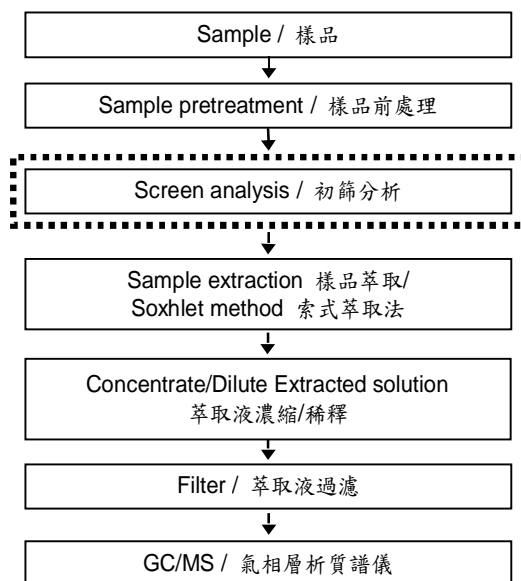 Sample / 樣品
Sample pretreatment / 樣品前處理
Screen analysis / 初篩分析
Sample extraction 樣品萃取/
Soxhlet method 索式萃取法
Concentrate/Dilute Extracted solution
萃取液濃縮/稀釋
Filter / 萃取液過濾
GC/MS / 氣相層析質譜儀